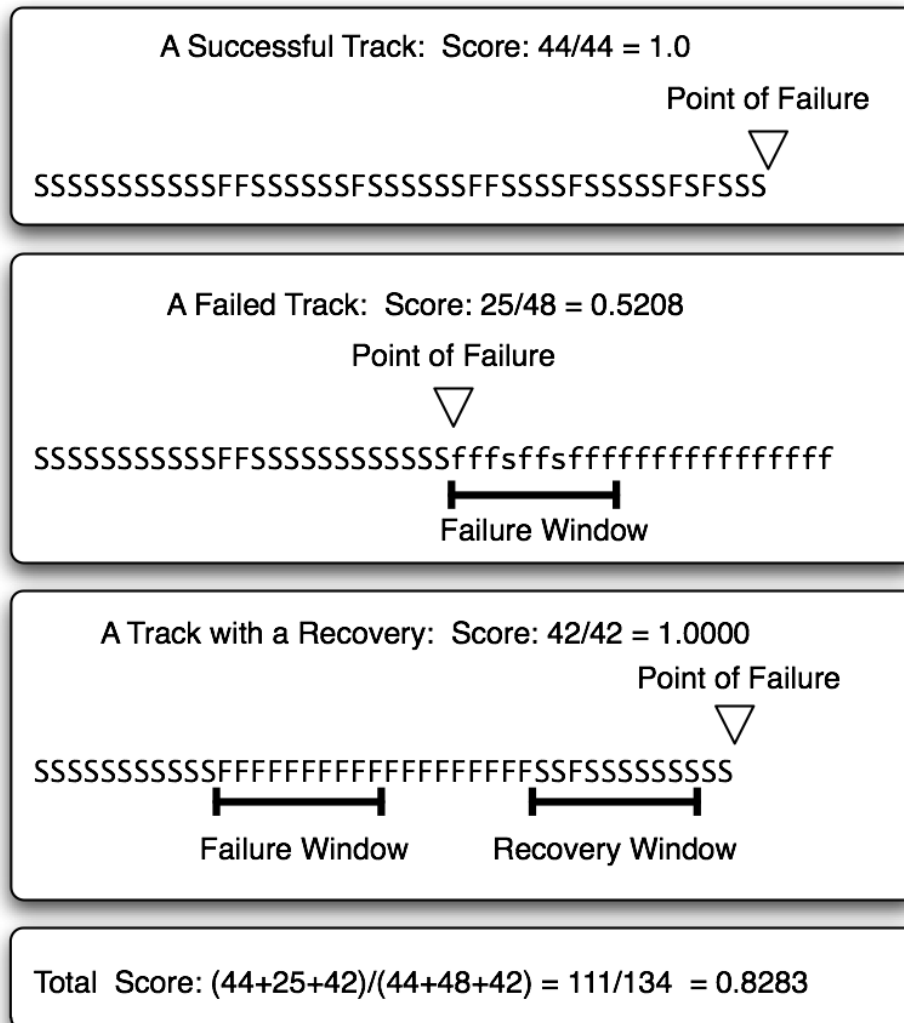 A Successful Track: Score: 44/44 = 1.0
Point of Failure
SSSSSSSSSSSFFSSSSSSFSSSSSSFFSSSSFSSSSSFSFSSS
A Failed Track: Score: 25/48 = 0.5208
Point of Failure
SSSSSSSSSSSFFSSSSSSSSSSSSfffsffsffffffffffffffff
Failure Window
A Track with a Recovery: Score: 42/42 = 1.0000
Point of Failure
SSSSSSSSSSSFFFFFFFFFFFFFFFFFFFSSFSSSSSSSSS
Failure Window Recovery Window
Total Score: (44+25+42)/(44+48+42) = 111/134 = 0.8283